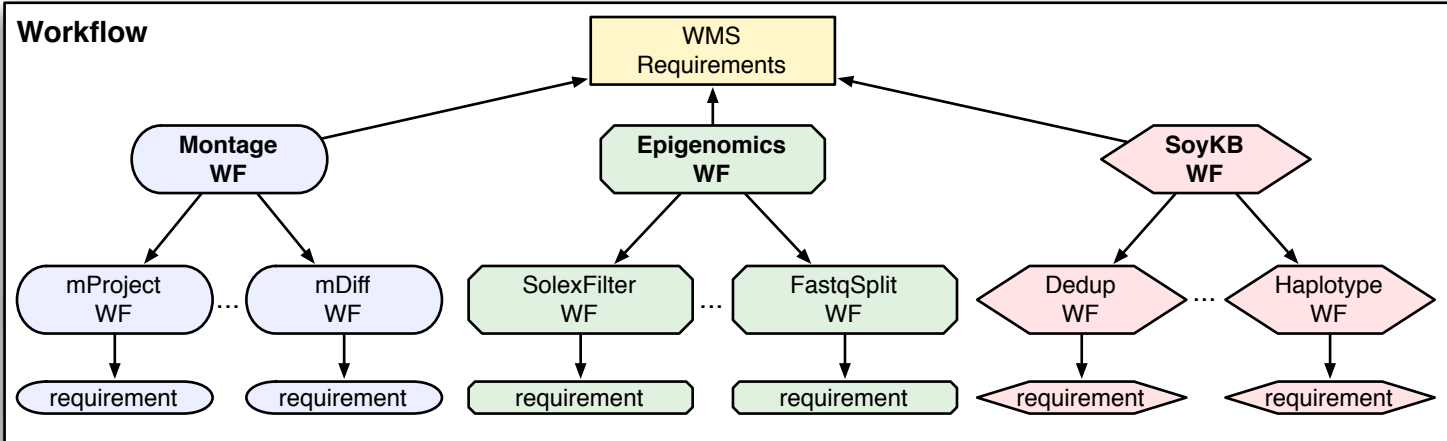 Workflow
WMS
Requirements
Montage
WF
Epigenomics
WF
SoyKB
WF
mProject
WF
...
mDiff
WF
SolexFilter
WF
...
FastqSplit
WF
Dedup
WF
...
Haplotype
WF
requirement
requirement
requirement
requirement
requirement
requirement